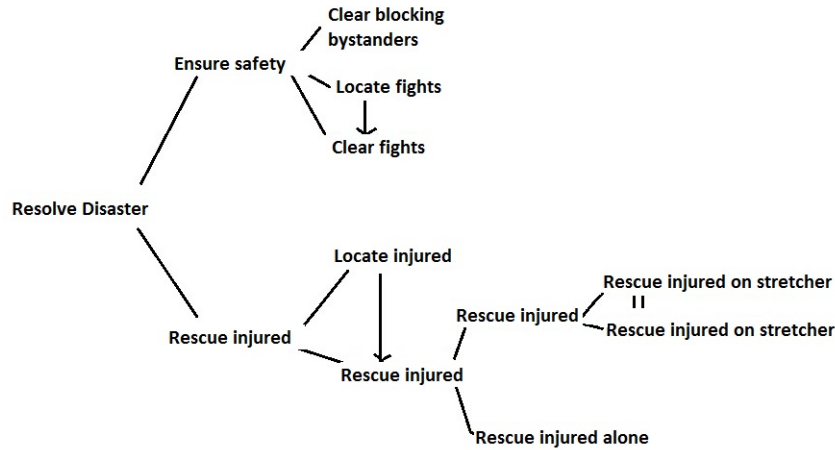 Clear blocking
bystanders
Ensure safety
Locate fights
Clear fights
Resolve Disaster
Locate injured
Rescue injured on stretcher
Rescue injured
Rescue injured on stretcher
Rescue injured
Rescue injured
Rescue injured alone